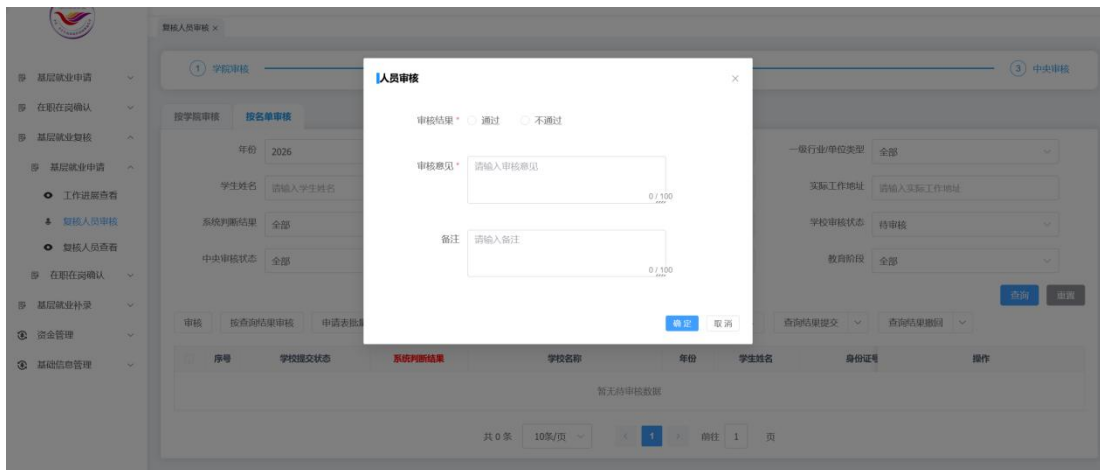 复核人员审核 ×
基层就业申请
在职在岗确认
基层就业复核
基层就业申请
工作进展查看
复核人员审核
复核人员查看
在职在岗确认
基层就业补录
资金管理
基础信息管理
1 学院审核
3 中央审核
按学院审核 按名单审核
年份 2026
一级行业/单位类型 全部
学生姓名 请输入学生姓名
实际工作地址 请输入实际工作地址
系统判断结果 全部
学校审核状态 待审核
中央审核状态 全部
教育阶段 全部
查询 重置
审核 按查询结果审核 申请表批
查询结果提交 查询结果撤回
序号 学校提交状态 系统判断结果 学校名称 年份 学生姓名 身份证号 操作
暂无待审核数据
共 0 条 10条/页 1 前往 1 页
人员审核 ×
审核结果 * 通过 不通过
审核意见 * 请输入审核意见
0 / 100
备注 请输入备注
0 / 100
确定 取消